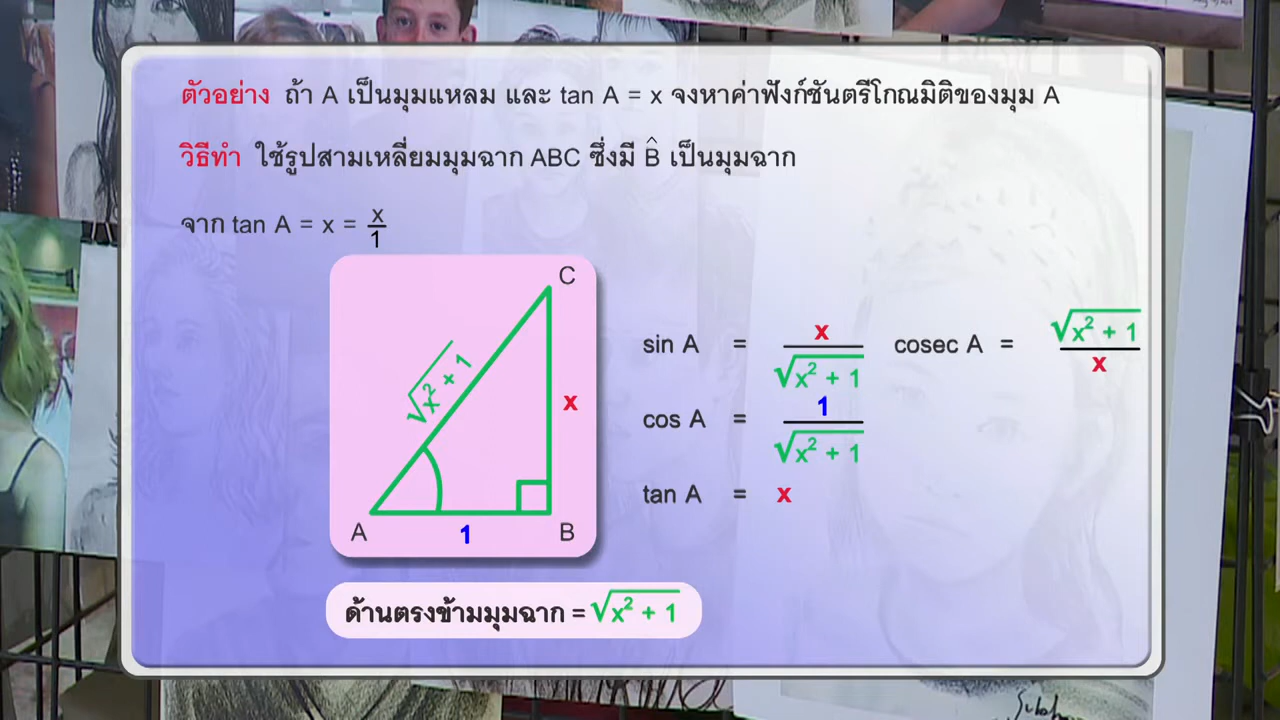 ตัวอย่าง ถ้า A เป็นมุมแหลม และ tan A = x จงหาค่าฟังก์ชันตรีโกณมิติของมุม A
วิธีทำ ใช้รูปสามเหลี่ยมมุมฉาก ABC ซึ่งมี B̂ เป็นมุมฉาก
จาก tan A = x = x/1
C
√(x² + 1)
x
A
1
B
sin A = x/√(x² + 1) cosec A = √(x² + 1)/x
cos A = 1/√(x² + 1)
tan A = x
ด้านตรงข้ามมุมฉาก = √(x² + 1)